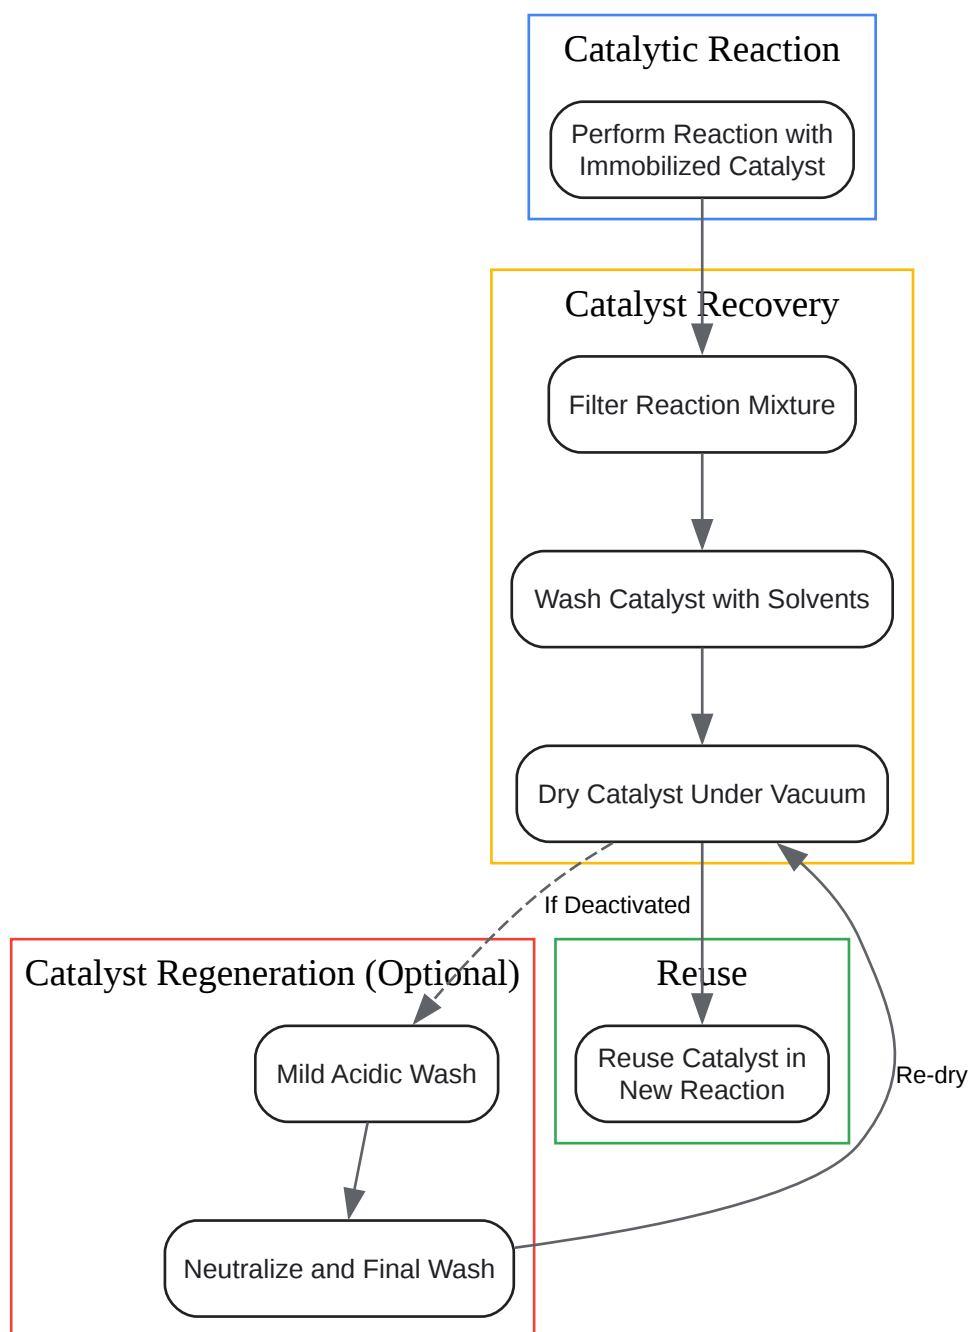 Catalytic Reaction
Perform Reaction with
Immobilized Catalyst
Catalyst Recovery
Filter Reaction Mixture
Wash Catalyst with Solvents
Dry Catalyst Under Vacuum
If Deactivated
Catalyst Regeneration (Optional)
Reuse
Mild Acidic Wash
Reuse Catalyst in
New Reaction
Re-dry
Neutralize and Final Wash